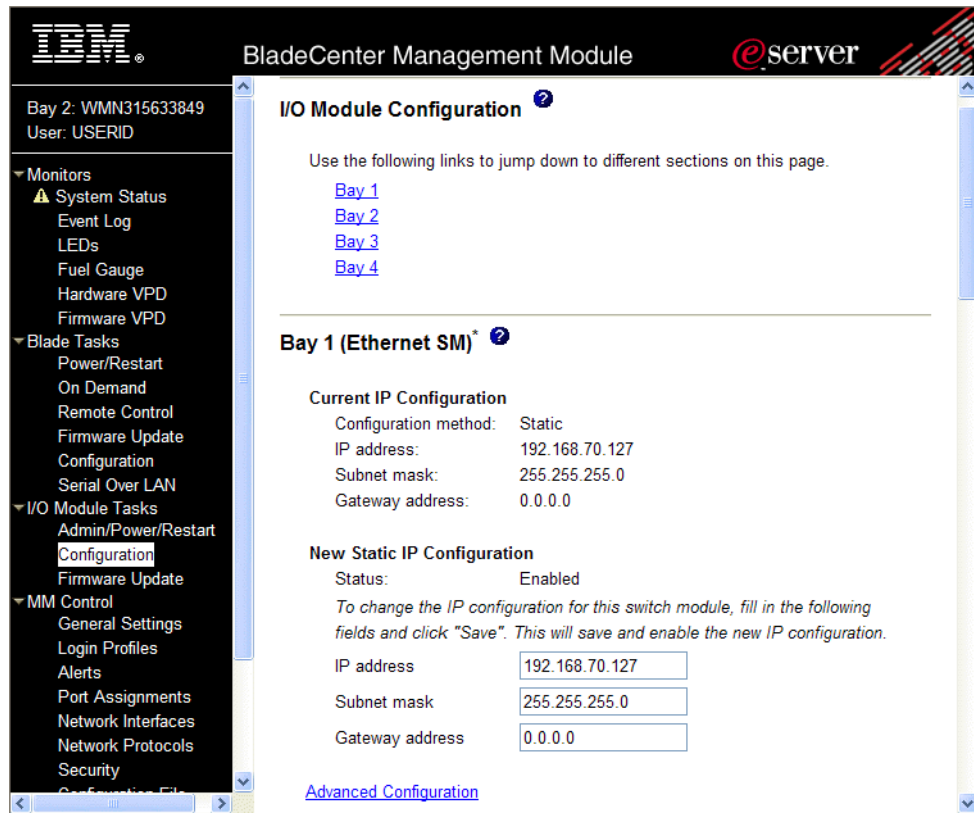 IBM®
BladeCenter Management Module
e server
Bay 2: WMN315633849
User: USERID
Monitors
System Status
Event Log
LEDs
Fuel Gauge
Hardware VPD
Firmware VPD
Blade Tasks
Power/Restart
On Demand
Remote Control
Firmware Update
Configuration
Serial Over LAN
I/O Module Tasks
Admin/Power/Restart
Configuration
Firmware Update
MM Control
General Settings
Login Profiles
Alerts
Port Assignments
Network Interfaces
Network Protocols
Security
Configuration File
I/O Module Configuration ?
Use the following links to jump down to different sections on this page.
Bay 1
Bay 2
Bay 3
Bay 4
Bay 1 (Ethernet SM)* ?
Current IP Configuration
Configuration method: Static
IP address: 192.168.70.127
Subnet mask: 255.255.255.0
Gateway address: 0.0.0.0
New Static IP Configuration
Status: Enabled
To change the IP configuration for this switch module, fill in the following
fields and click "Save". This will save and enable the new IP configuration.
IP address 192.168.70.127
Subnet mask 255.255.255.0
Gateway address 0.0.0.0
Advanced Configuration